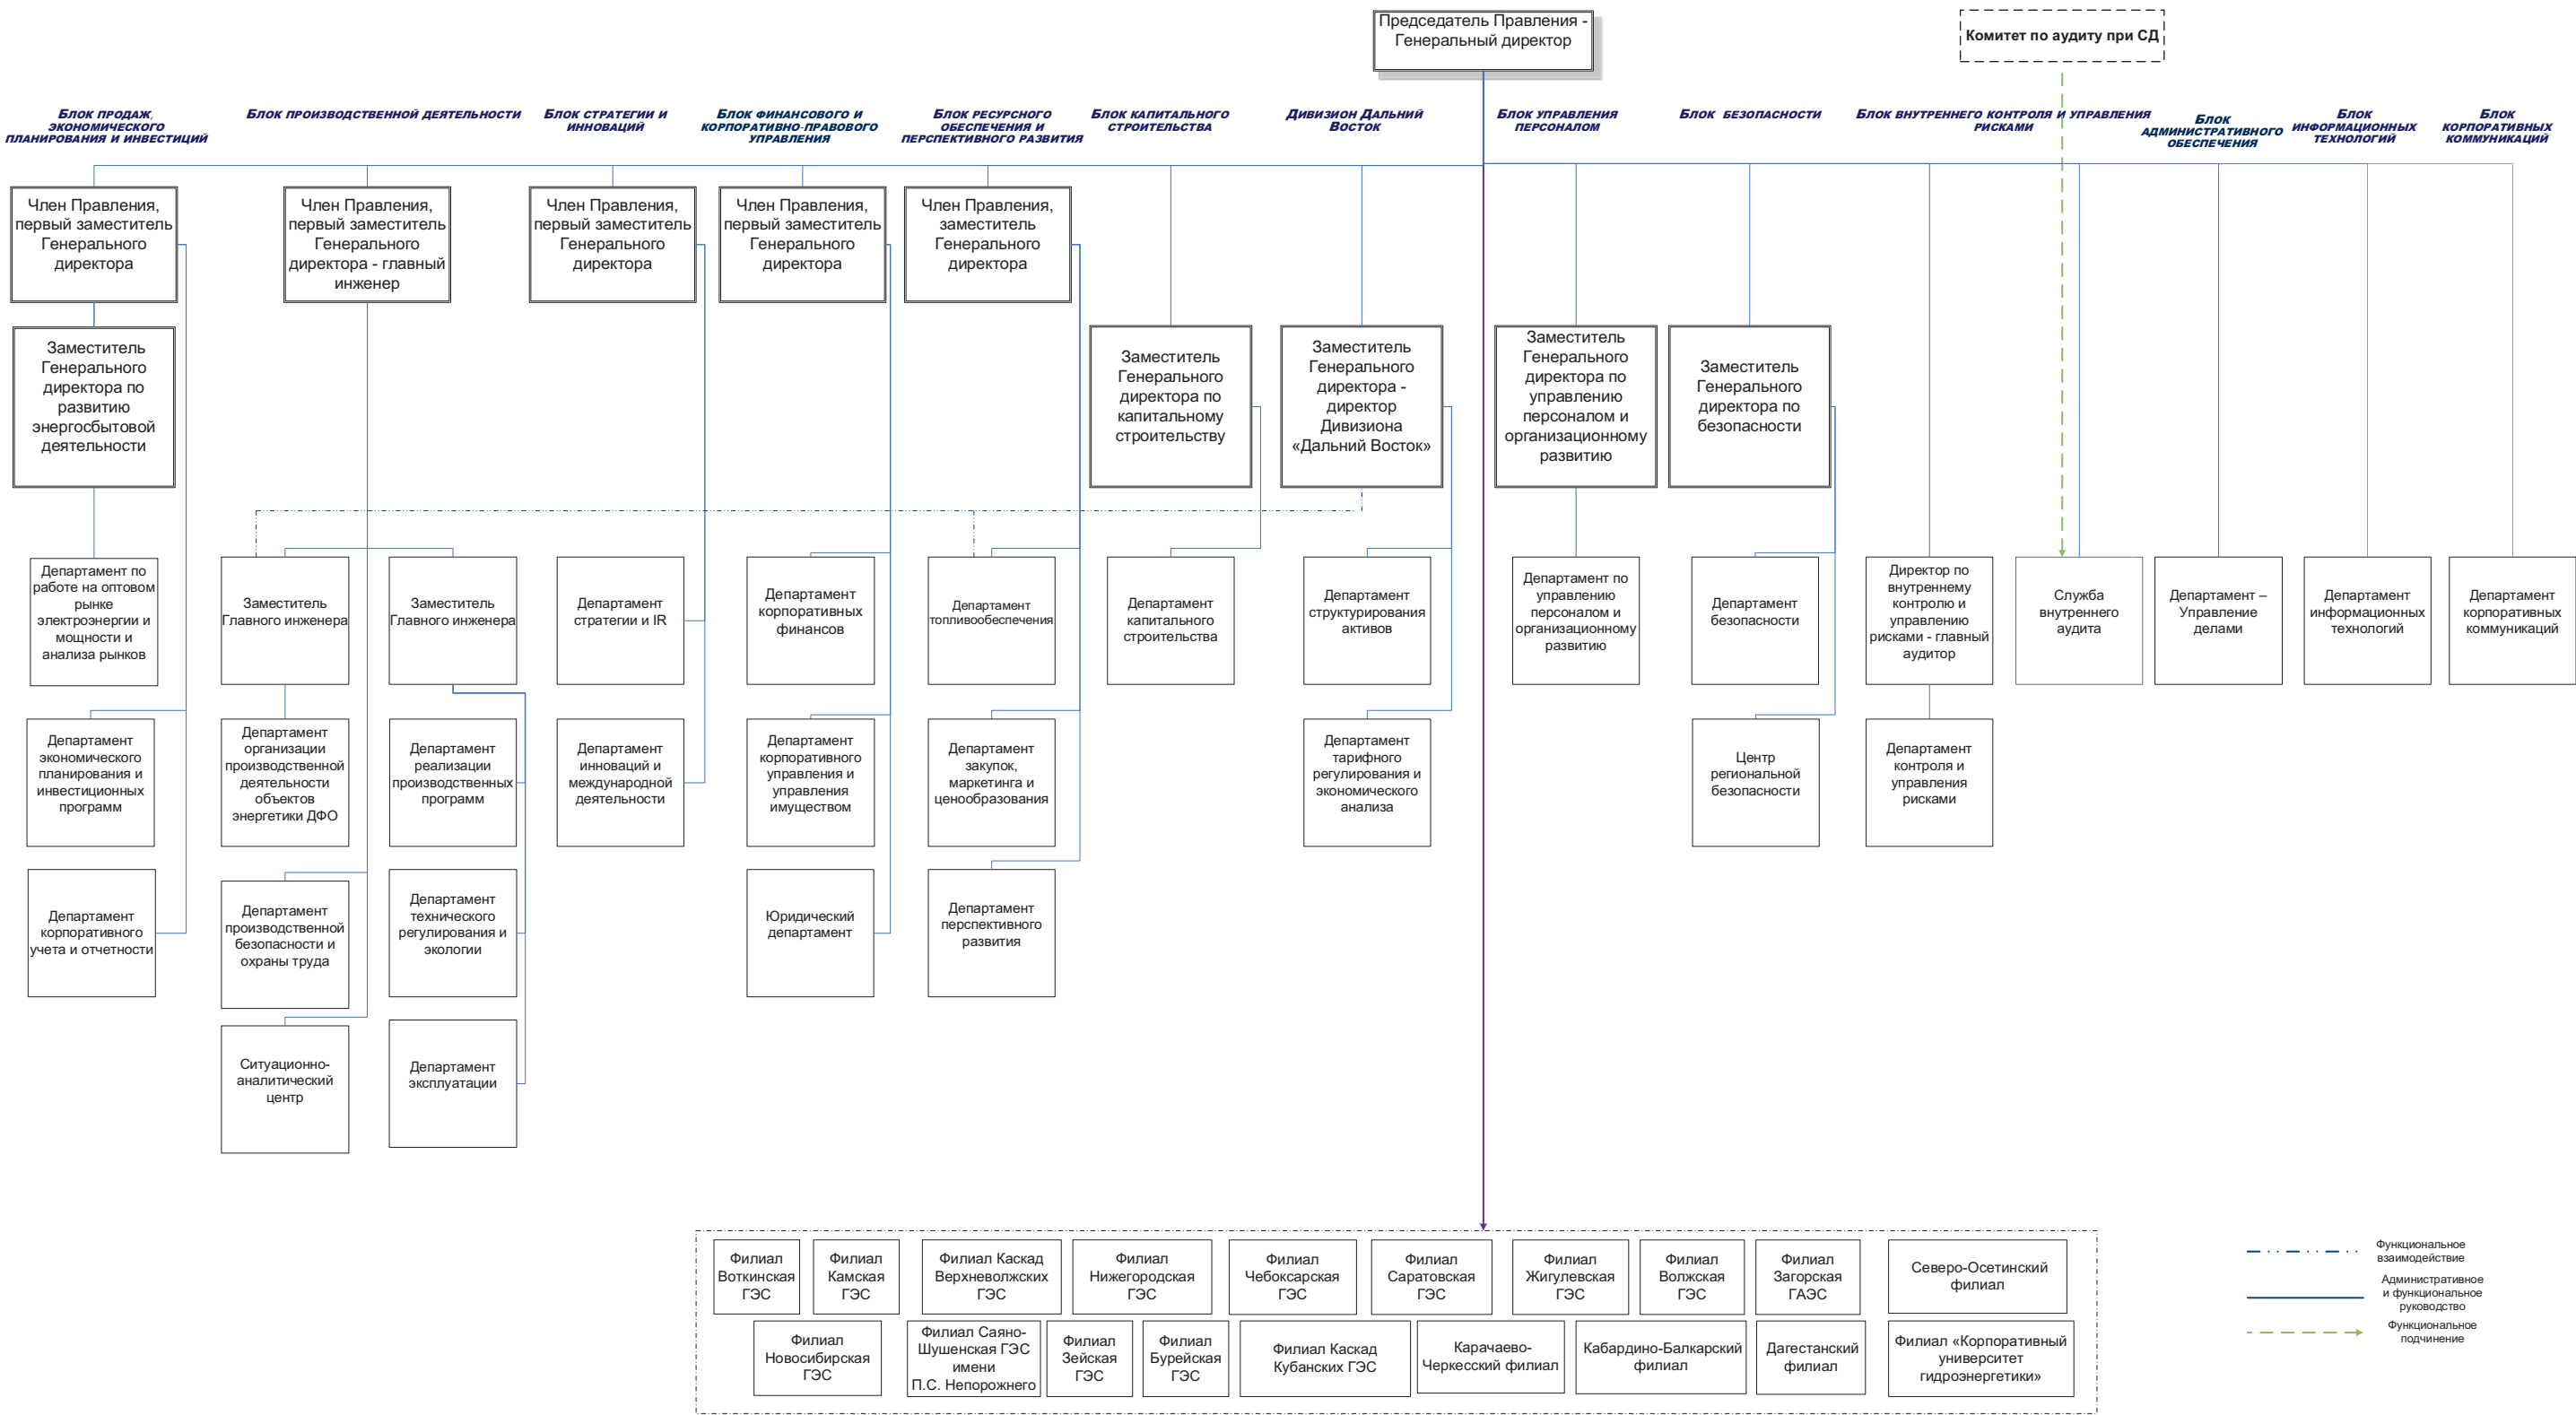 Председатель Правления -
Генеральный директор
Комитет по аудиту при СД
Блок продаж,
экономического
планирования и инвестиций
Блок производственной деятельности
Блок стратегии и
инноваций
Блок финансового и
корпоративно-правового
управления
Блок ресурсного
обеспечения и
перспективного развития
Блок капитального
строительства
Дивизион Дальний
Восток
Блок управления
персоналом
Блок безопасности
Блок внутреннего контроля и управления
рисками
Блок
административного
обеспечения
Блок
информационных
технологий
Блок
корпоративных
коммуникаций
Член Правления,
первый заместитель
Генерального
директора
Член Правления,
первый заместитель
Генерального
директора - главный
инженер
Член Правления,
первый заместитель
Генерального
директора
Член Правления,
первый заместитель
Генерального
директора
Член Правления,
заместитель
Генерального
директора
Заместитель
Генерального
директора по
развитию
энергосбытовой
деятельности
Заместитель
Генерального
директора по
капитальному
строительству
Заместитель
Генерального
директора -
директор
Дивизиона
«Дальний Восток»
Заместитель
Генерального
директора по
управлению
персоналом и
организационному
развитию
Заместитель
Генерального
директора по
безопасности
Департамент по
работе на оптовом
рынке
электроэнергии и
мощности и
анализа рынков
Заместитель
Главного инженера
Заместитель
Главного инженера
Департамент
стратегии и IR
Департамент
корпоративных
финансов
Департамент
топливообеспечения
Департамент
капитального
строительства
Департамент
структурирования
активов
Департамент по
управлению
персоналом и
организационному
развитию
Департамент
безопасности
Директор по
внутреннему
контролю и
управлению
рисками - главный
аудитор
Служба
внутреннего
аудита
Департамент –
Управление
делами
Департамент
информационных
технологий
Департамент
корпоративных
коммуникаций
Департамент
экономического
планирования и
инвестиционных
программ
Департамент
организации
производственной
деятельности
объектов
энергетики ДФО
Департамент
реализации
производственных
программ
Департамент
инноваций и
международной
деятельности
Департамент
корпоративного
управления и
управления
имуществом
Департамент
закупок,
маркетинга и
ценообразования
Департамент
тарифного
регулирования и
экономического
анализа
Центр
региональной
безопасности
Департамент
контроля и
управления
рисками
Департамент
корпоративного
учета и отчетности
Департамент
производственной
безопасности и
охраны труда
Департамент
технического
регулирования и
экологии
Юридический
департамент
Департамент
перспективного
развития
Ситуационно-
аналитический
центр
Департамент
эксплуатации
Филиал
Воткинская
ГЭС
Филиал
Камская
ГЭС
Филиал Каскад
Верхневолжских
ГЭС
Филиал
Нижегородская
ГЭС
Филиал
Чебоксарская
ГЭС
Филиал
Саратовская
ГЭС
Филиал
Жигулевская
ГЭС
Филиал
Волжская
ГЭС
Филиал
Загорская
ГАЭС
Северо-Осетинский
филиал
Филиал
Новосибирская
ГЭС
Филиал Саяно-
Шушенская ГЭС
имени
П.С. Непорожнего
Филиал
Зейская
ГЭС
Филиал
Бурейская
ГЭС
Филиал Каскад
Кубанских ГЭС
Карачаево-
Черкесский филиал
Кабардино-Балкарский
филиал
Дагестанский
филиал
Филиал «Корпоративный
университет
гидроэнергетики»
Функциональное
взаимодействие
Административное
и функциональное
руководство
Функциональное
подчинение